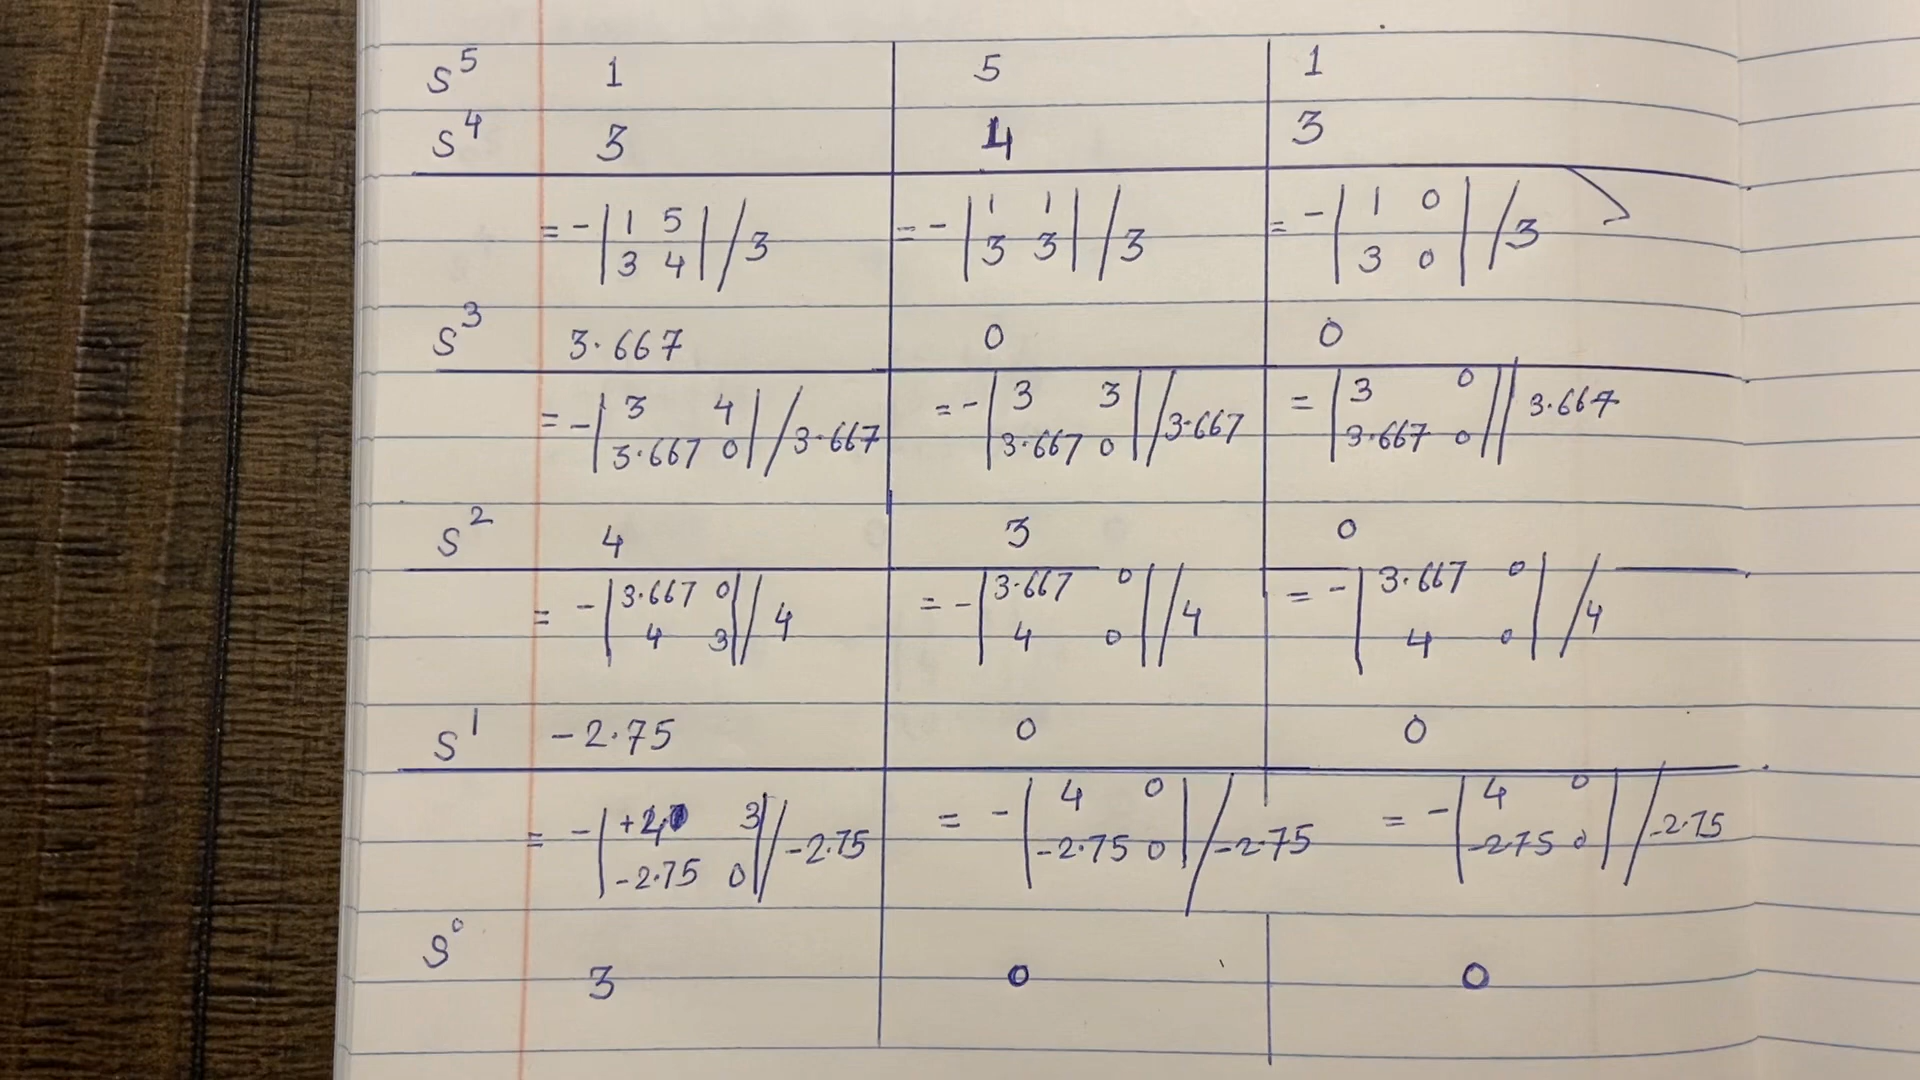 s⁵ 1 5 1
s⁴ 3 4 3
= - | 1 5 | / 3 = - | 1 1 | / 3 = - | 1 0 | / 3
3 4 3 3 3 0
s³ 3.667 0 0
= - | 3 4 | / 3.667 = - | 3 3 | / 3.667 = | 3 0 | / 3.667
3.667 0 3.667 0 3.667 0
s² 4 3 0
= - | 3.667 0 | / 4 = - | 3.667 0 | / 4 = - | 3.667 0 | / 4
4 3 4 0 4 0
s¹ -2.75 0 0
= - | +4 3 | / -2.75 = - | 4 0 | / -2.75 = - | 4 0 | / -2.75
-2.75 0 -2.75 0 -2.75 0
s⁰ 3 0 0